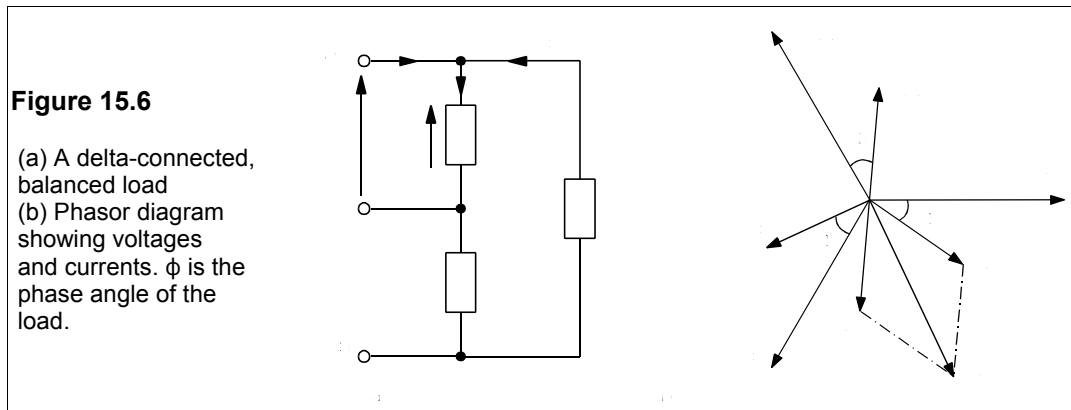 Figure 15.6
(a) A delta-connected,
balanced load
(b) Phasor diagram
showing voltages
and currents. ϕ is the
phase angle of the
load.